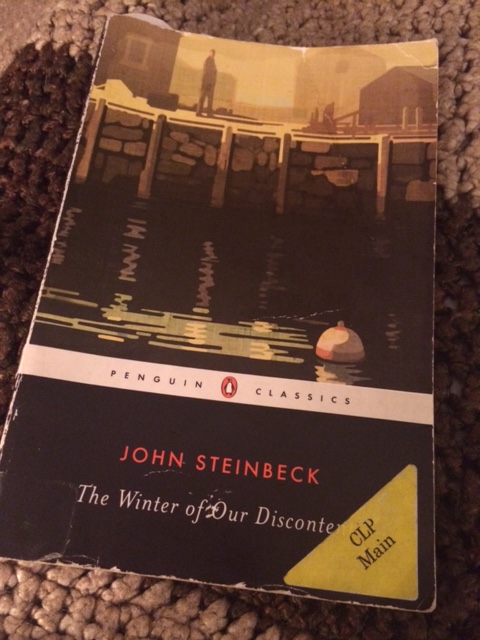 PENGUIN CLASSICS
JOHN STEINBECK
The Winter of Our Disconte
CLP
Main